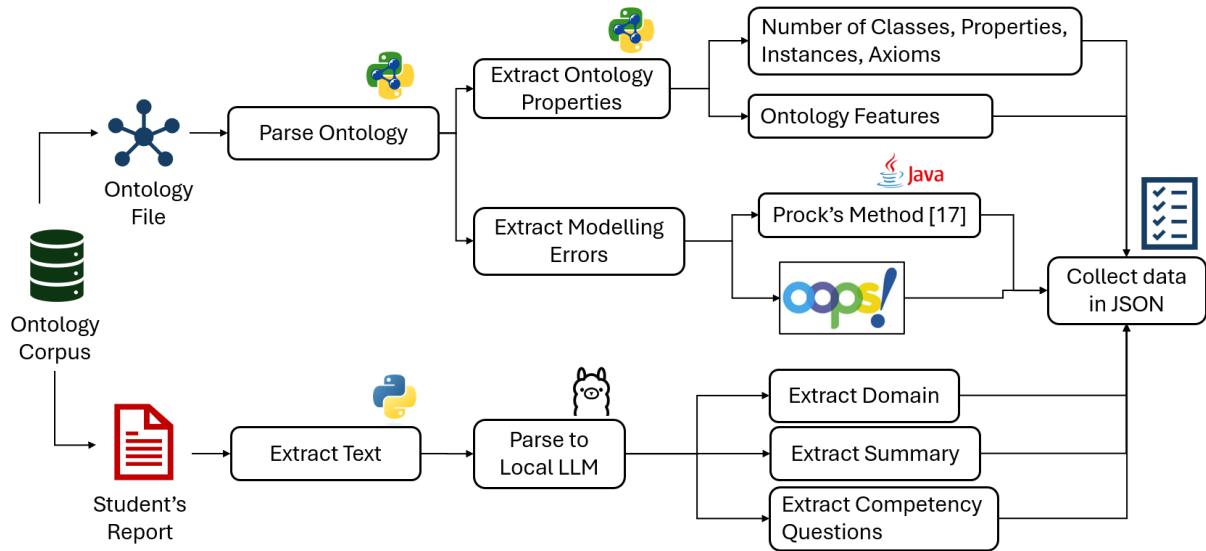 Ontology
Corpus
Ontology
File
Parse Ontology
Extract Ontology
Properties
Number of Classes, Properties,
Instances, Axioms
Ontology Features
Extract Modelling
Errors
Java
Prock's Method [17]
oops!
Student's
Report
Extract Text
Parse to
Local LLM
Extract Domain
Extract Summary
Extract Competency
Questions
Collect data
in JSON